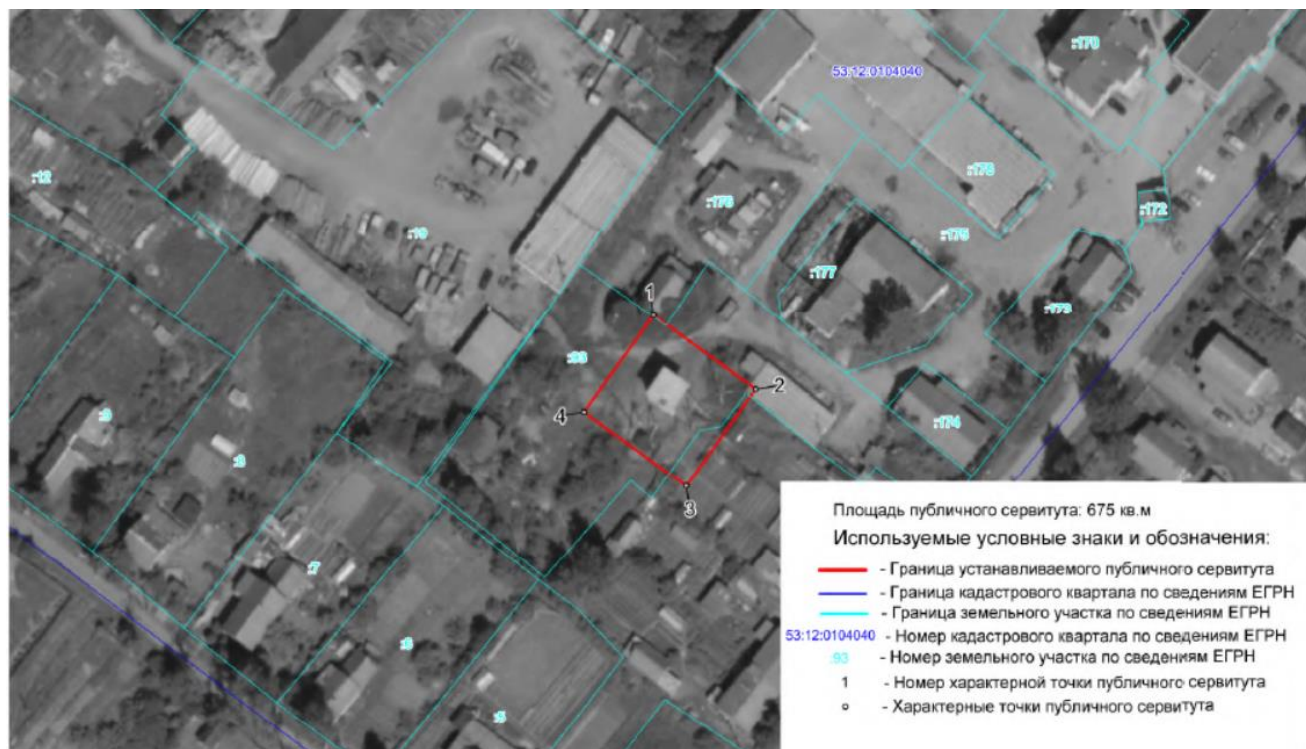 :170
53:12:0104040
:12
:178
:176
:172
:19
:175
:177
:173
1
:93
2
4
:9
:174
:8
3
:7
:6
:5
Площадь публичного сервитута: 675 кв.м
Используемые условные знаки и обозначения:
- Граница устанавливаемого публичного сервитута
- Граница кадастрового квартала по сведениям ЕГРН
- Граница земельного участка по сведениям ЕГРН
53:12:0104040 - Номер кадастрового квартала по сведениям ЕГРН
:93 - Номер земельного участка по сведениям ЕГРН
1 - Номер характерной точки публичного сервитута
- Характерные точки публичного сервитута